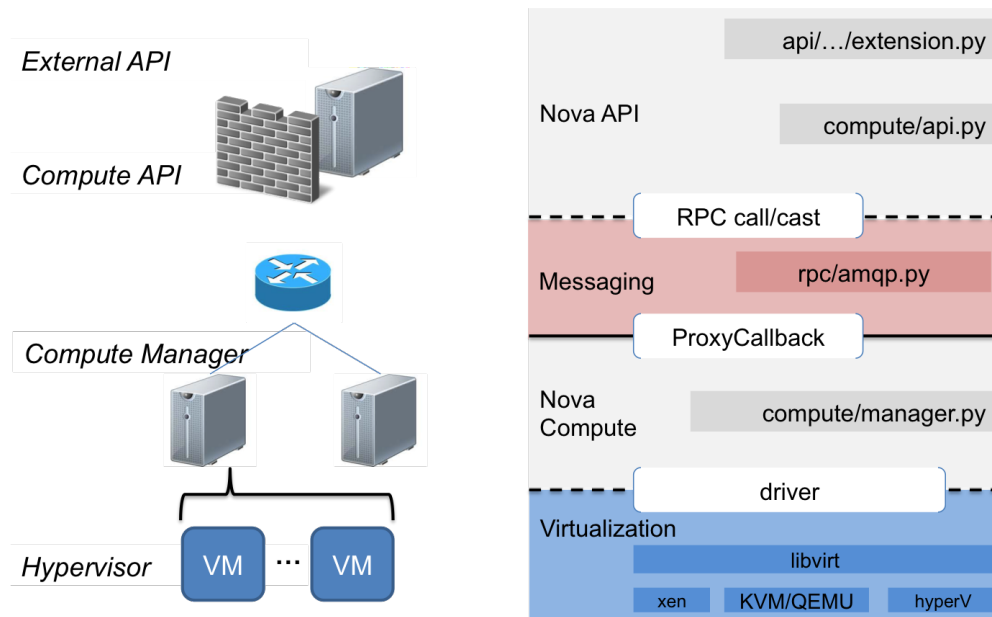 External API
Compute API
Compute Manager
Hypervisor
VM
...
VM
api/.../extension.py
Nova API
compute/api.py
RPC call/cast
Messaging
rpc/amqp.py
ProxyCallback
Nova
Compute
compute/manager.py
driver
Virtualization
libvirt
xen
KVM/QEMU
hyperV